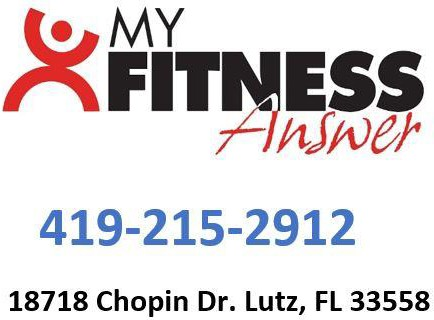 MY
FITNESS
Answer
419-215-2912
18718 Chopin Dr. Lutz, FL 33558